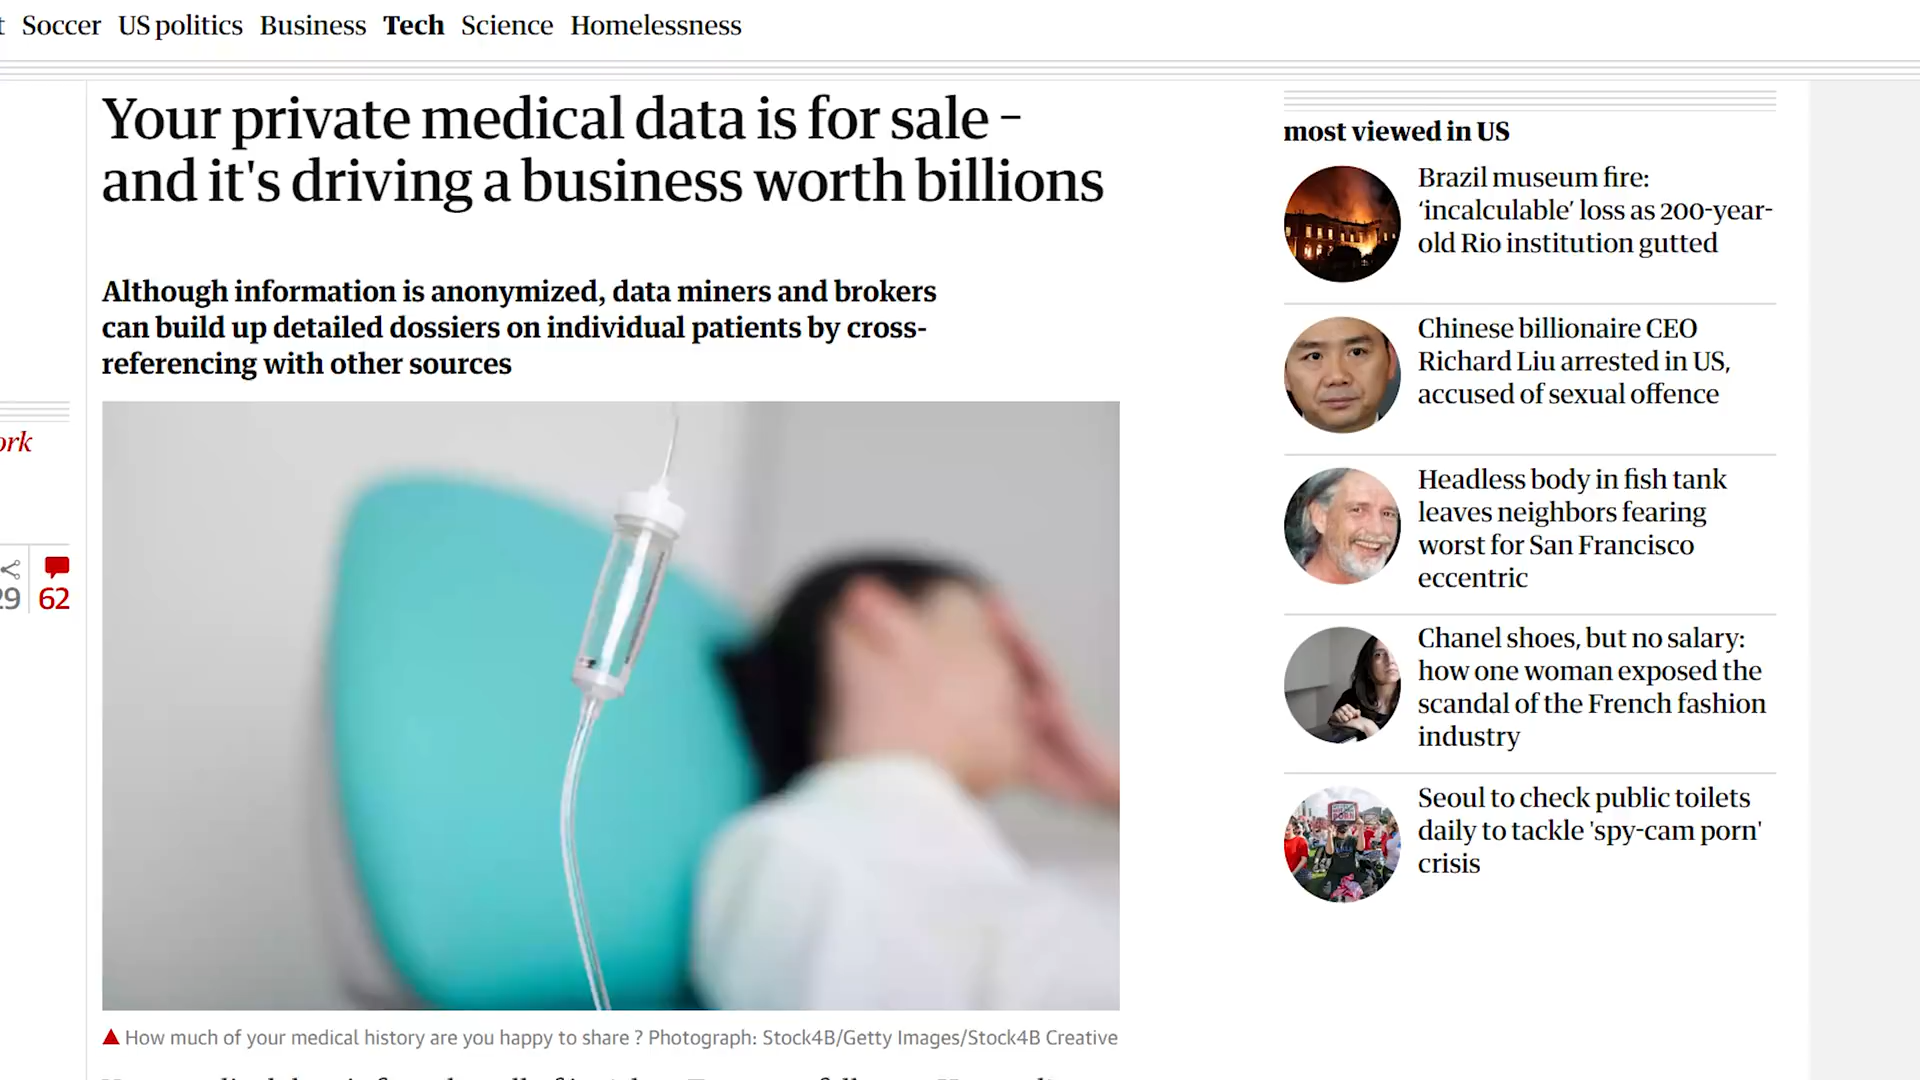 Soccer US politics Business Tech Science Homelessness
Your private medical data is for sale –
and it's driving a business worth billions
Although information is anonymized, data miners and brokers
can build up detailed dossiers on individual patients by cross-
referencing with other sources
ork
29
62
How much of your medical history are you happy to share ? Photograph: Stock4B/Getty Images/Stock4B Creative
most viewed in US
Brazil museum fire:
‘incalculable’ loss as 200-year-
old Rio institution gutted
Chinese billionaire CEO
Richard Liu arrested in US,
accused of sexual offence
Headless body in fish tank
leaves neighbors fearing
worst for San Francisco
eccentric
Chanel shoes, but no salary:
how one woman exposed the
scandal of the French fashion
industry
Seoul to check public toilets
daily to tackle 'spy-cam porn'
crisis